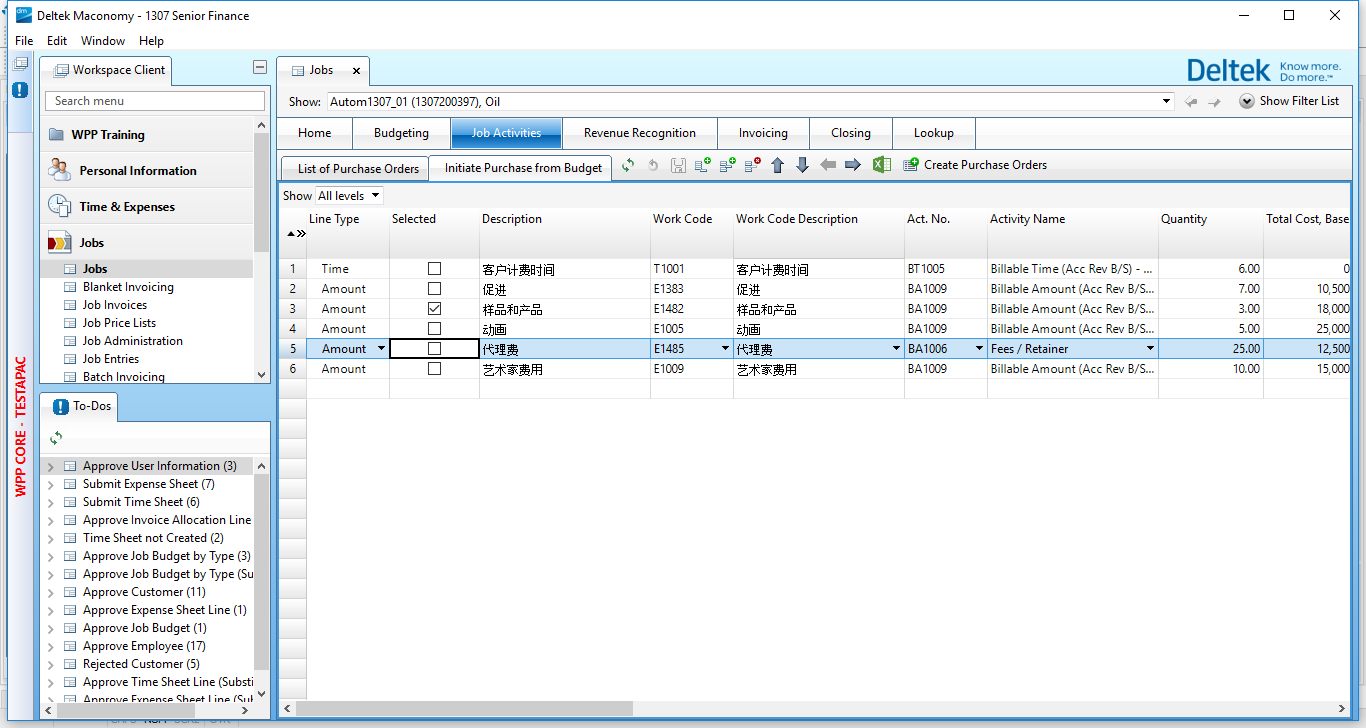 Deltek Maconomy - 1307 Senior Finance
File Edit Window Help
Workspace Client
Search menu
WPP Training
Personal Information
Time & Expenses
Jobs
Jobs
Blanket Invoicing
Job Invoices
Job Price Lists
Job Administration
Job Entries
Batch Invoicing
WPP CORE - TESTAPAC
To-Dos
Approve User Information (3)
Submit Expense Sheet (7)
Submit Time Sheet (6)
Approve Invoice Allocation Line
Time Sheet not Created (2)
Approve Job Budget by Type (3)
Approve Job Budget by Type (Su
Approve Customer (11)
Approve Expense Sheet Line (1)
Approve Job Budget (1)
Approve Employee (17)
Rejected Customer (5)
Approve Time Sheet Line (Substi
Approve Expense Sheet Line (Sul
Jobs
Deltek Know more.
Do more.™
Show: Autom1307_01 (1307200397), Oil Show Filter List
Home Budgeting Job Activities Revenue Recognition Invoicing Closing Lookup
List of Purchase Orders Initiate Purchase from Budget Create Purchase Orders
Show All levels
Line Type Selected Description Work Code Work Code Description Act. No. Activity Name Quantity Total Cost, Base
1 Time 客户计费时间 T1001 客户计费时间 BT1005 Billable Time (Acc Rev B/S) - ... 6.00 0
2 Amount 促进 E1383 促进 BA1009 Billable Amount (Acc Rev B/S... 7.00 10,500
3 Amount 样品和产品 E1482 样品和产品 BA1009 Billable Amount (Acc Rev B/S... 3.00 18,000
4 Amount 动画 E1005 动画 BA1009 Billable Amount (Acc Rev B/S... 5.00 25,000
5 Amount 代理费 E1485 代理费 BA1006 Fees / Retainer 25.00 12,500
6 Amount 艺术家费用 E1009 艺术家费用 BA1009 Billable Amount (Acc Rev B/S... 10.00 15,000